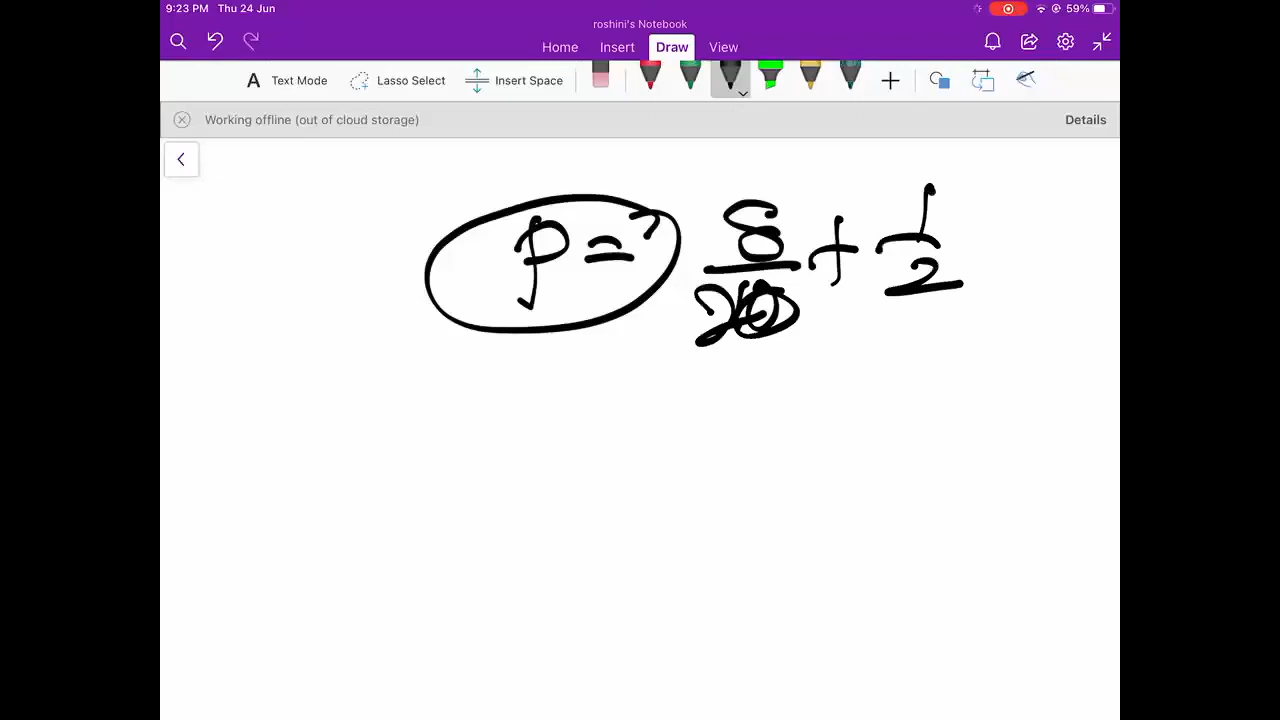 9:23 PM Thu 24 Jun 59%
roshini's Notebook
Home Insert Draw View
A Text Mode Lasso Select Insert Space
Working offline (out of cloud storage) Details
P = ? 8 + 1
2